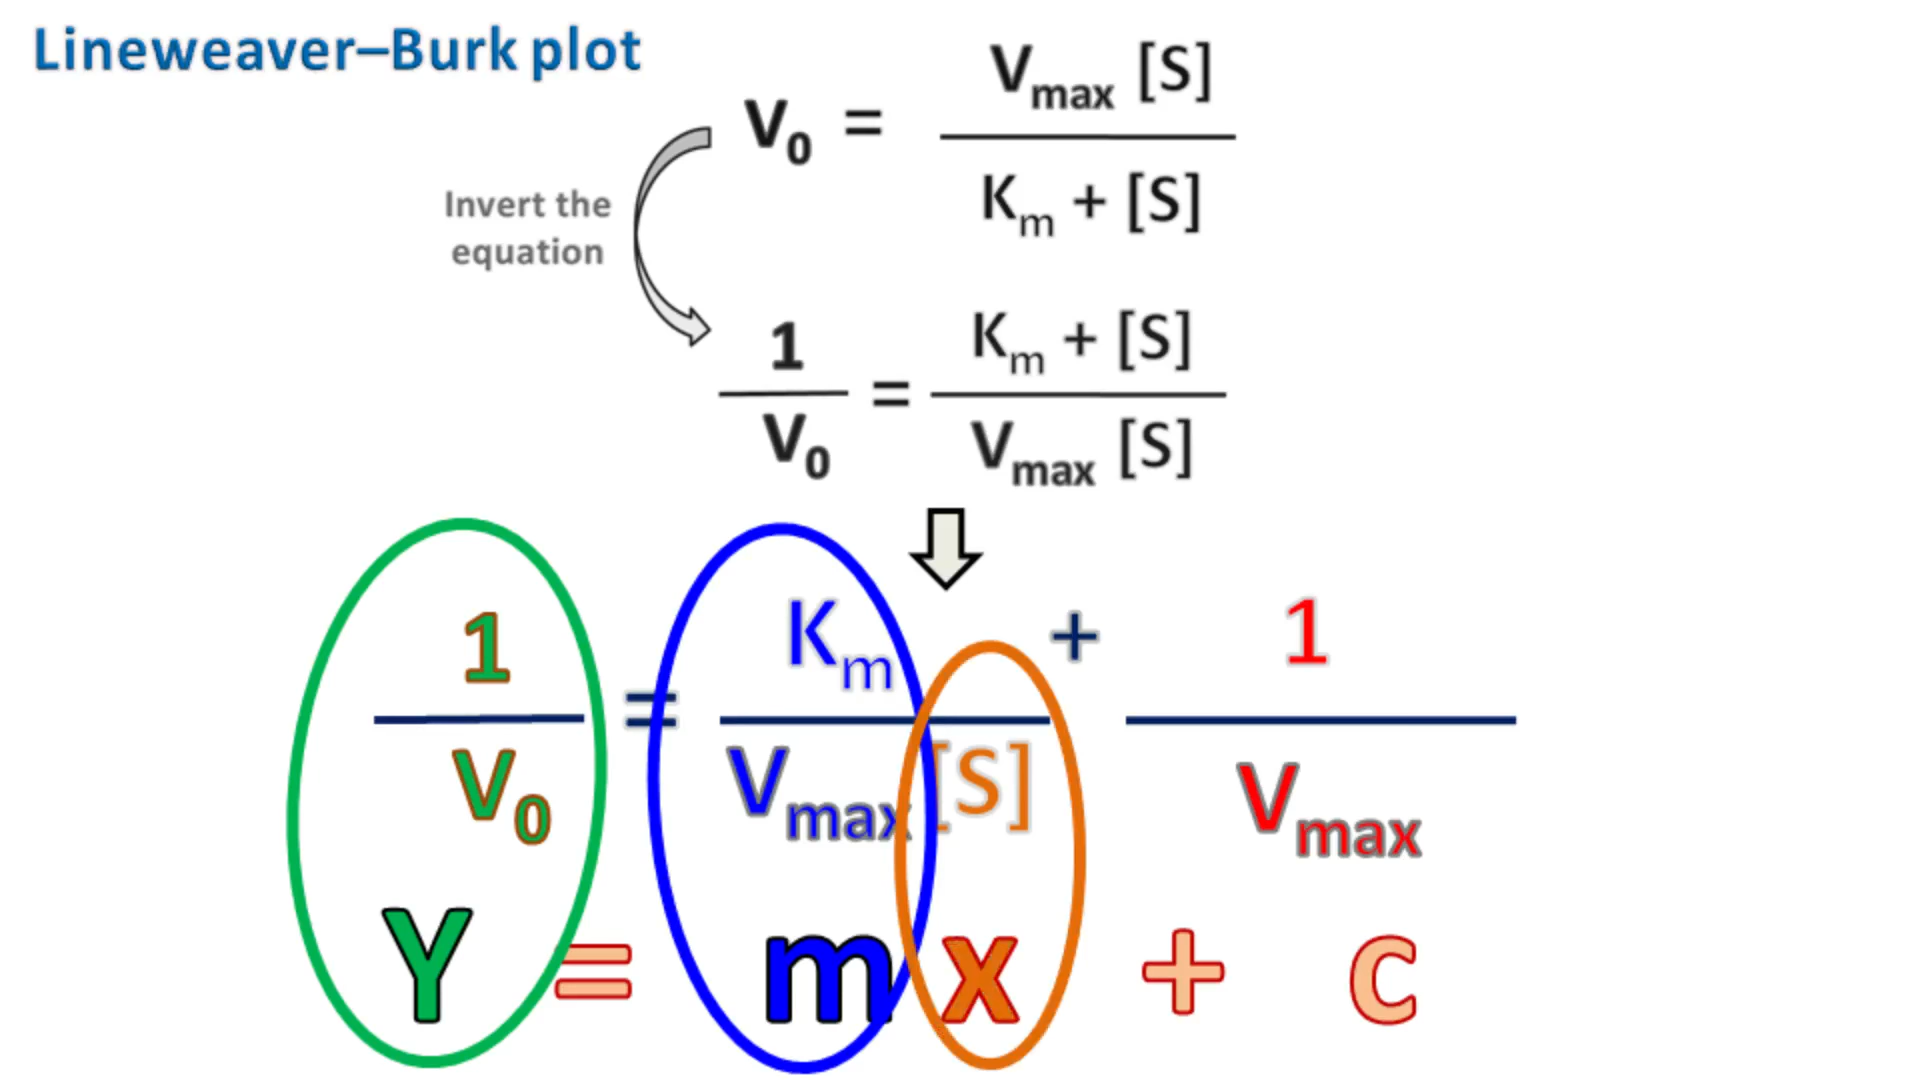 Lineweaver–Burk plot
V₀ = Vmax [S]
Km + [S]
Invert the
equation
1 = Km + [S]
V₀ Vmax [S]
1 = Km + 1
V₀ Vmax [S] Vmax
Y = m x + c